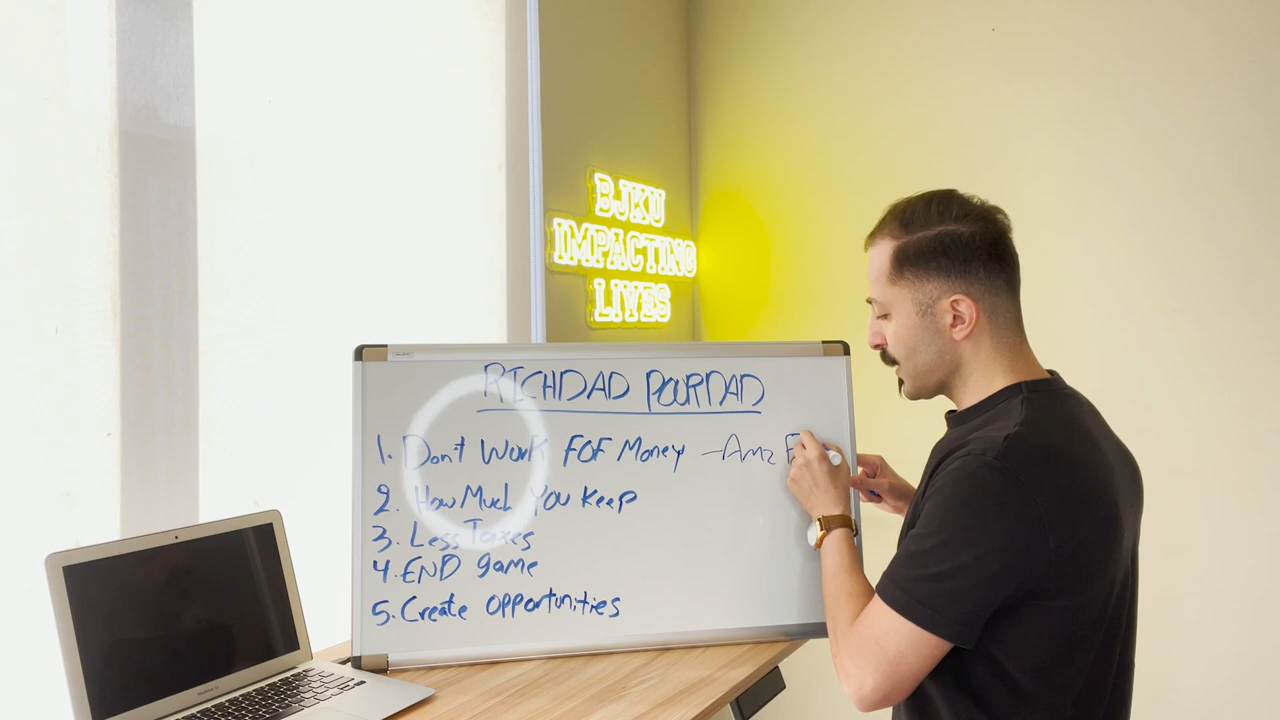 BJKU
IMPACTING
LIVES
RICHDAD POORDAD
1. Don't Work FOF Money - Amz
2. How Much You Keep
3. Less Taxes
4. END game
5. Create Opportunities